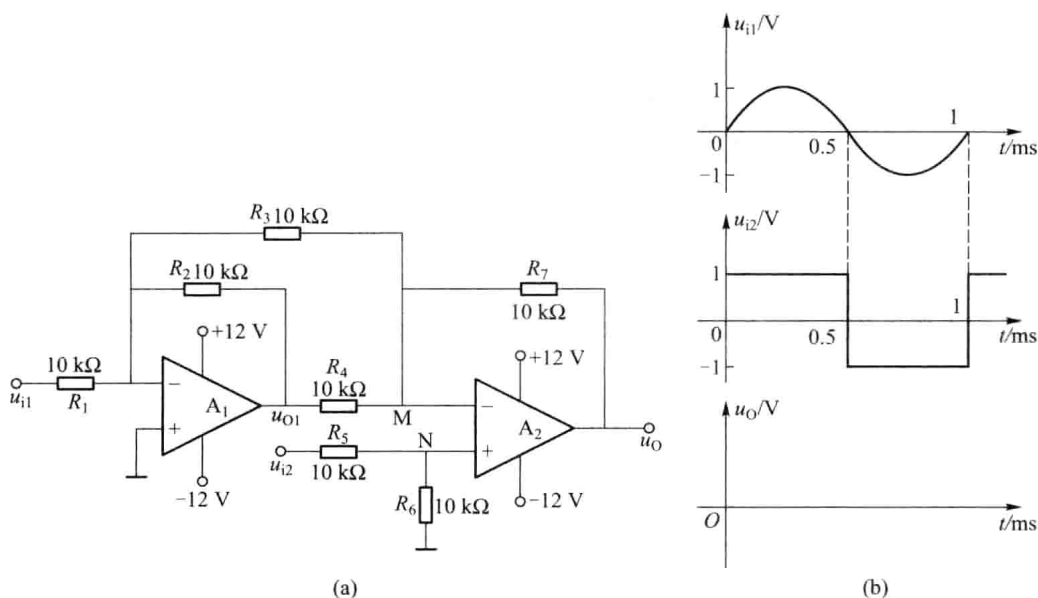 R₃ 10 kΩ
R₂ 10 kΩ
R₇
10 kΩ
+12 V
+12 V
10 kΩ
uᵢ₁
R₁
−
+
A₁
uO1
R₄
10 kΩ
M
−
+
A₂
uO
R₅
N
uᵢ₂
10 kΩ
−12 V
−12 V
R₆ 10 kΩ
(a)
uᵢ₁/V
1
0
−1
0.5
1
t/ms
uᵢ₂/V
1
0
−1
0.5
1
t/ms
uO/V
O
t/ms
(b)